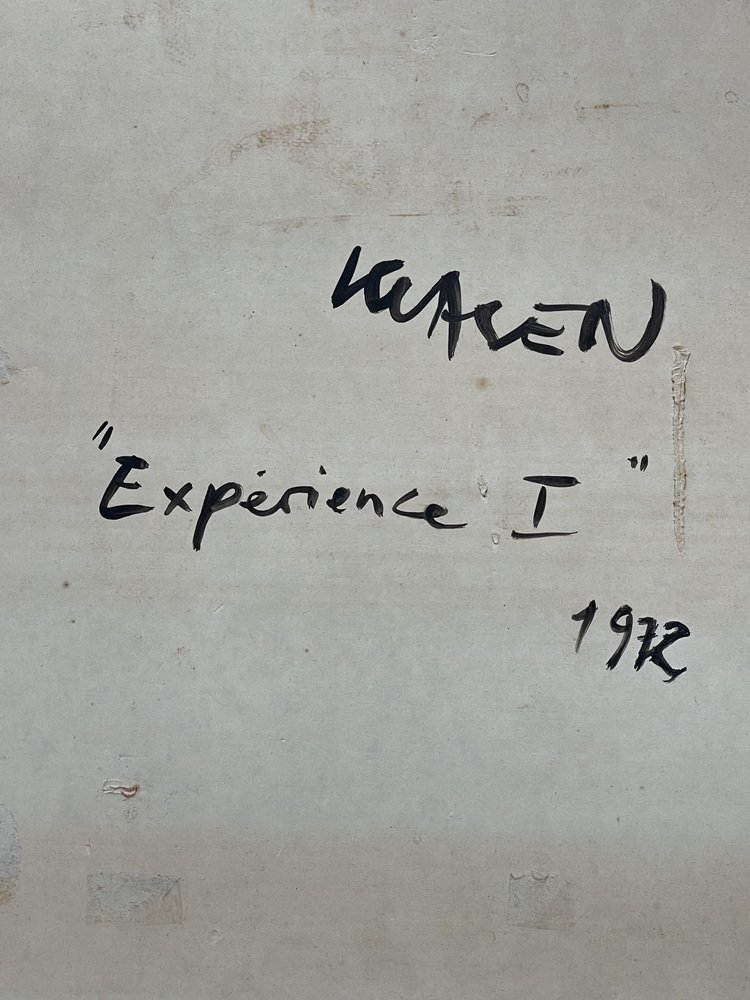 KLASEN
"Expérience I"
1972